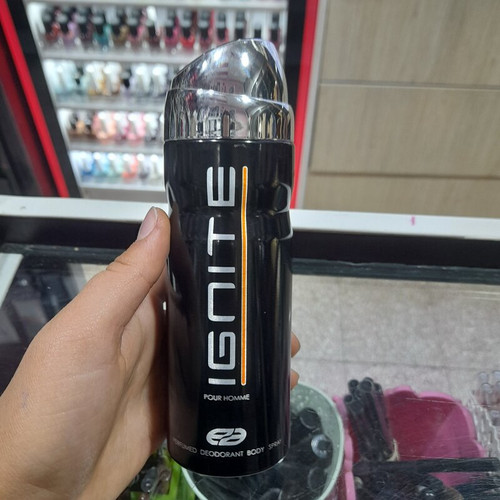 IGNITE
POUR HOMME
PERFUMED DEODORANT BODY SPRAY